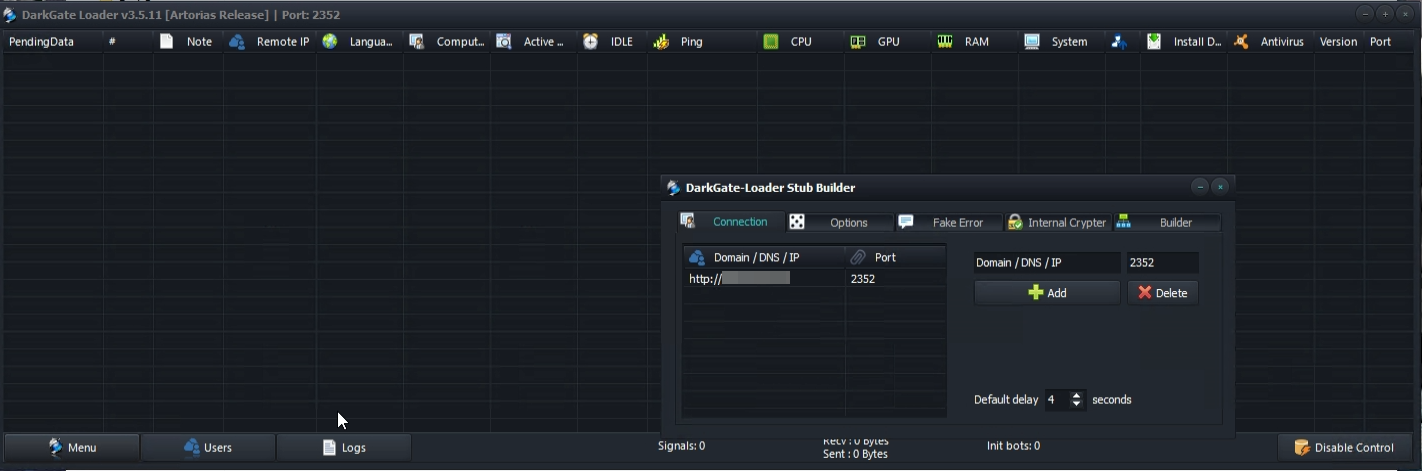 DarkGate Loader v3.5.11 [Artorias Release] | Port: 2352
PendingData # Note Remote IP Langua... Comput... Active ... IDLE Ping CPU GPU RAM System Install D... Antivirus Version Port
DarkGate-Loader Stub Builder
Connection Options Fake Error Internal Crypter Builder
Domain / DNS / IP Port
http:// 2352
Domain / DNS / IP 2352
Add Delete
Default delay 4 seconds
Menu Users Logs
Signals: 0
Recv : 0 bytes
Sent : 0 Bytes
Init bots: 0
Disable Control